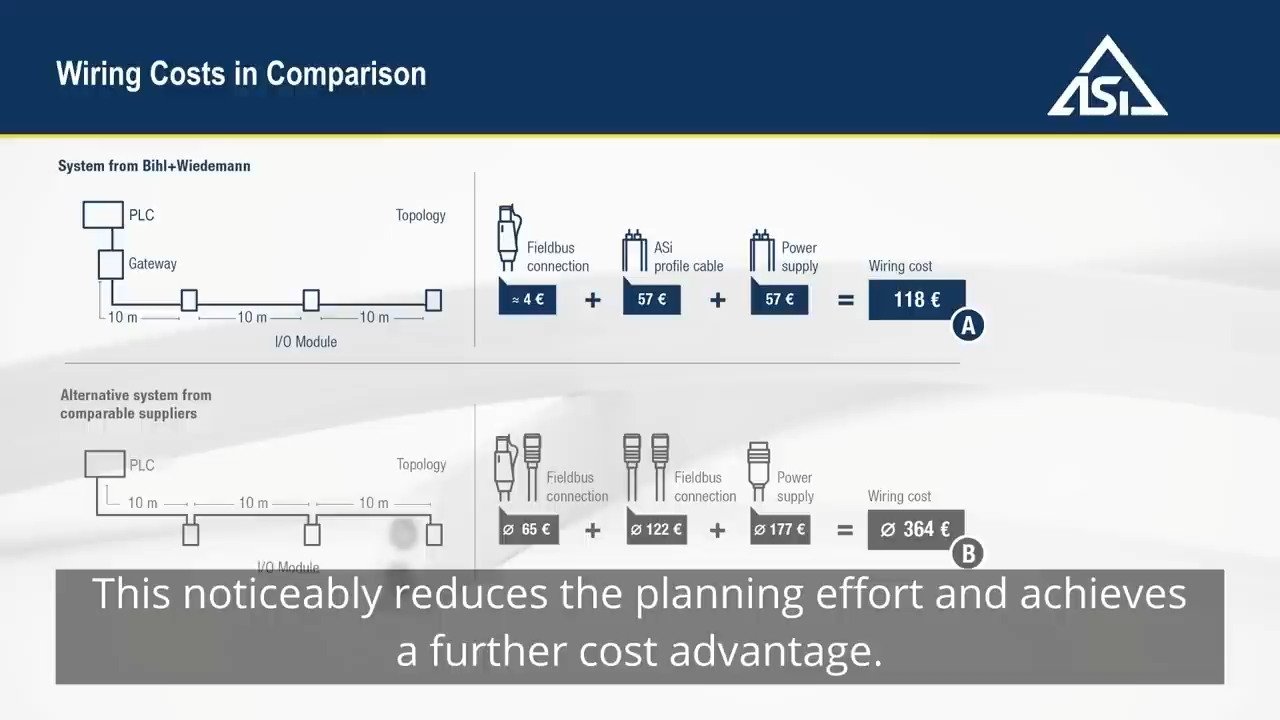 Wiring Costs in Comparison
ASi
System from Bihl+Wiedemann
PLC
Topology
Gateway
10 m
10 m
10 m
I/O Module
Fieldbus
connection
ASi
profile cable
Power
supply
Wiring cost
≈ 4 €
+
57 €
+
57 €
=
118 €
A
Alternative system from
comparable suppliers
PLC
Topology
10 m
10 m
10 m
I/O Module
Fieldbus
connection
Fieldbus
connection
Power
supply
Wiring cost
Ø 65 €
+
Ø 122 €
+
Ø 177 €
=
Ø 364 €
B
This noticeably reduces the planning effort and achieves
a further cost advantage.